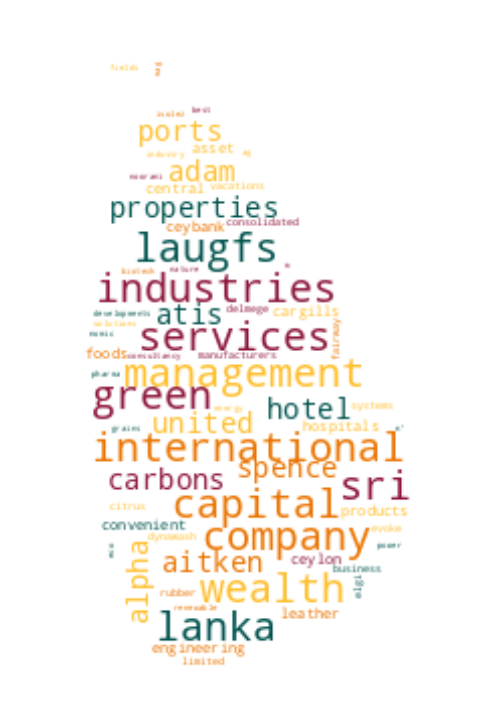 fields
best
ports
asset
industry
adam
central vacations
properties
consolidated
ceybank
laugfs
biotech nature
industries
developments atis delmege cargills
solutions
services
fairway
foods consultancy manufacturers
pharma management
green energy hotel systems
grains united hospitals
international
carbons spence sri
citrus capital products
convenient company evoke
dynawash
power
alpha aitken ceylon
business
rubber wealth elgi
renewable leather
lanka
engineering
limited